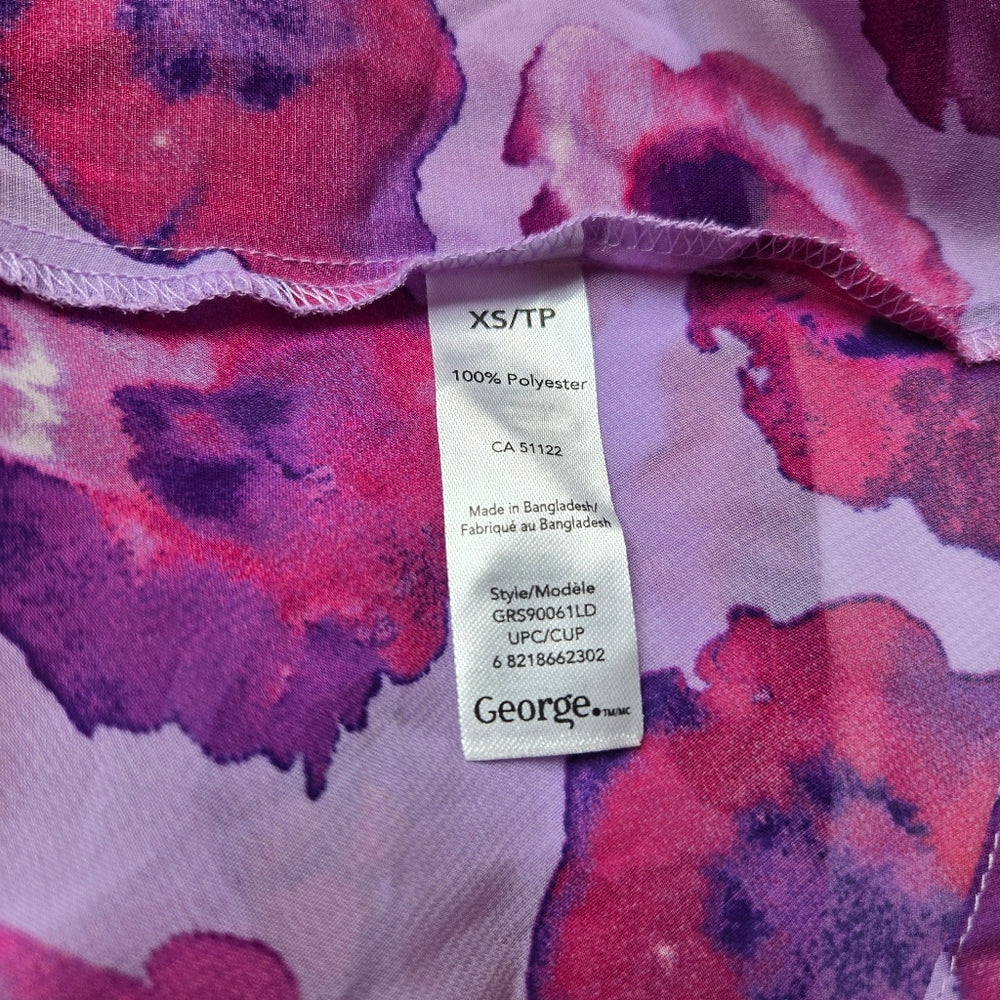 XS/TP
100% Polyester
CA 51122
Made in Bangladesh/
Fabriqué au Bangladesh
Style/Modèle
GRS90061LD
UPC/CUP
6 8218662302
George.TM/MC